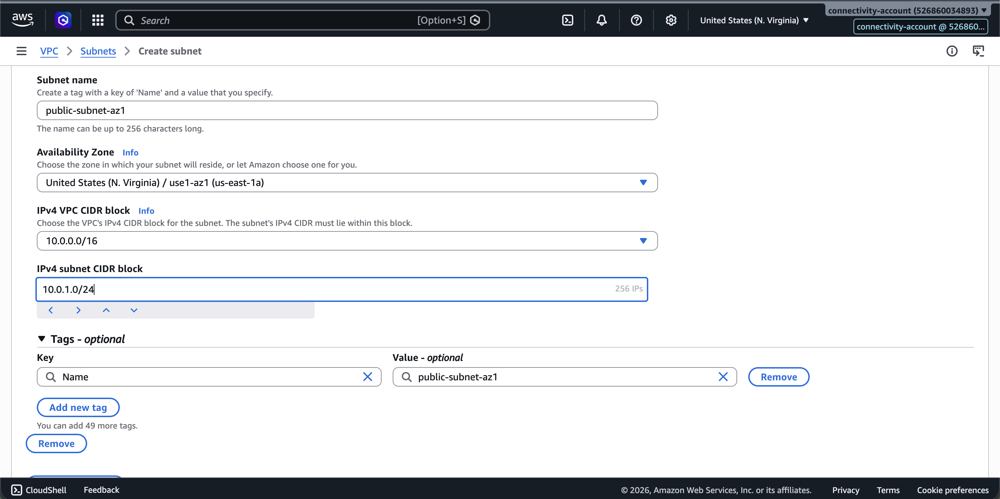 aws
Search [Option+S]
United States (N. Virginia)
connectivity-account (526860034893)
connectivity-account @ 526860...
VPC > Subnets > Create subnet
Subnet name
Create a tag with a key of 'Name' and a value that you specify.
public-subnet-az1
The name can be up to 256 characters long.
Availability Zone Info
Choose the zone in which your subnet will reside, or let Amazon choose one for you.
United States (N. Virginia) / use1-az1 (us-east-1a)
IPv4 VPC CIDR block Info
Choose the VPC's IPv4 CIDR block for the subnet. The subnet's IPv4 CIDR must lie within this block.
10.0.0.0/16
IPv4 subnet CIDR block
10.0.1.0/24 256 IPs
Tags - optional
Key Value - optional
Name public-subnet-az1 Remove
Add new tag
You can add 49 more tags.
Remove
CloudShell Feedback © 2026, Amazon Web Services, Inc. or its affiliates. Privacy Terms Cookie preferences